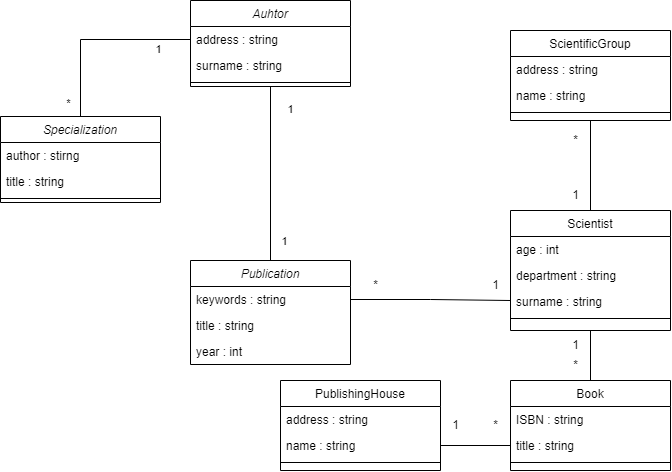 Auhtor
address : string
surname : string
1
*
Specialization
author : stirng
title : string
1
1
Publication
keywords : string
title : string
year : int
*
1
ScientificGroup
address : string
name : string
*
1
Scientist
age : int
department : string
surname : string
1
*
PublishingHouse
address : string
name : string
1
*
Book
ISBN : string
title : string